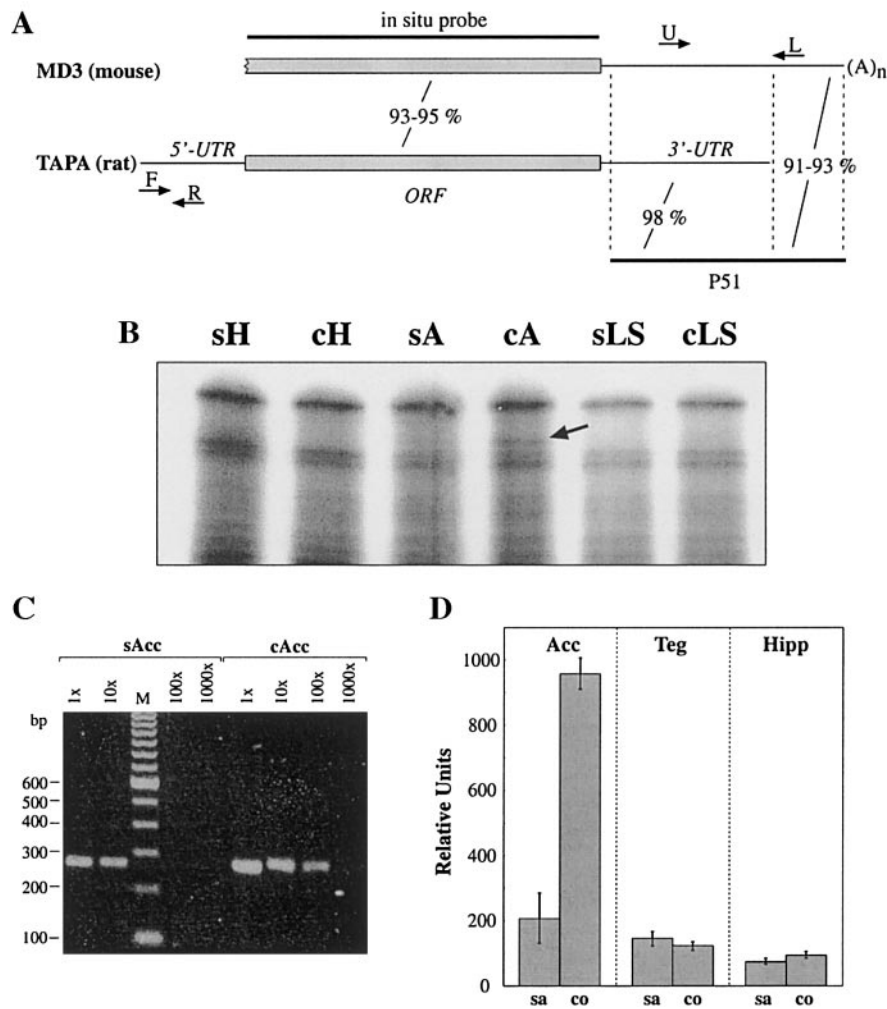 A
in situ probe
U
L
MD3 (mouse)
(A)n
93-95 %
5'-UTR
3'-UTR
TAPA (rat)
91-93 %
F
R
ORF
98 %
P51
B
sH cH sA cA sLS cLS
C
sAcc cAcc
1x 10x M 100x 1000x 1x 10x 100x 1000x
bp
600
500
400
300
200
100
D
Acc Teg Hipp
Relative Units
1000
800
600
400
200
0
sa co sa co sa co